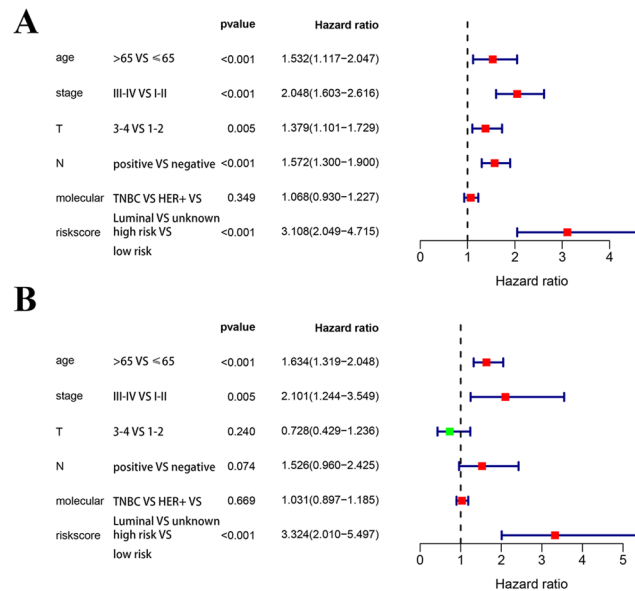 A
pvalue Hazard ratio
age >65 VS ≤65 <0.001 1.532(1.117−2.047)
stage III-IV VS I-II <0.001 2.048(1.603−2.616)
T 3-4 VS 1-2 0.005 1.379(1.101−1.729)
N positive VS negative <0.001 1.572(1.300−1.900)
molecular TNBC VS HER+ VS 0.349 1.068(0.930−1.227)
Luminal VS unknown
riskscore high risk VS <0.001 3.108(2.049−4.715)
low risk
0 1 2 3 4
Hazard ratio
B
pvalue Hazard ratio
age >65 VS ≤65 <0.001 1.634(1.319−2.048)
stage III-IV VS I-II 0.005 2.101(1.244−3.549)
T 3-4 VS 1-2 0.240 0.728(0.429−1.236)
N positive VS negative 0.074 1.526(0.960−2.425)
molecular TNBC VS HER+ VS 0.669 1.031(0.897−1.185)
Luminal VS unknown
riskscore high risk VS <0.001 3.324(2.010−5.497)
low risk
0 1 2 3 4 5
Hazard ratio